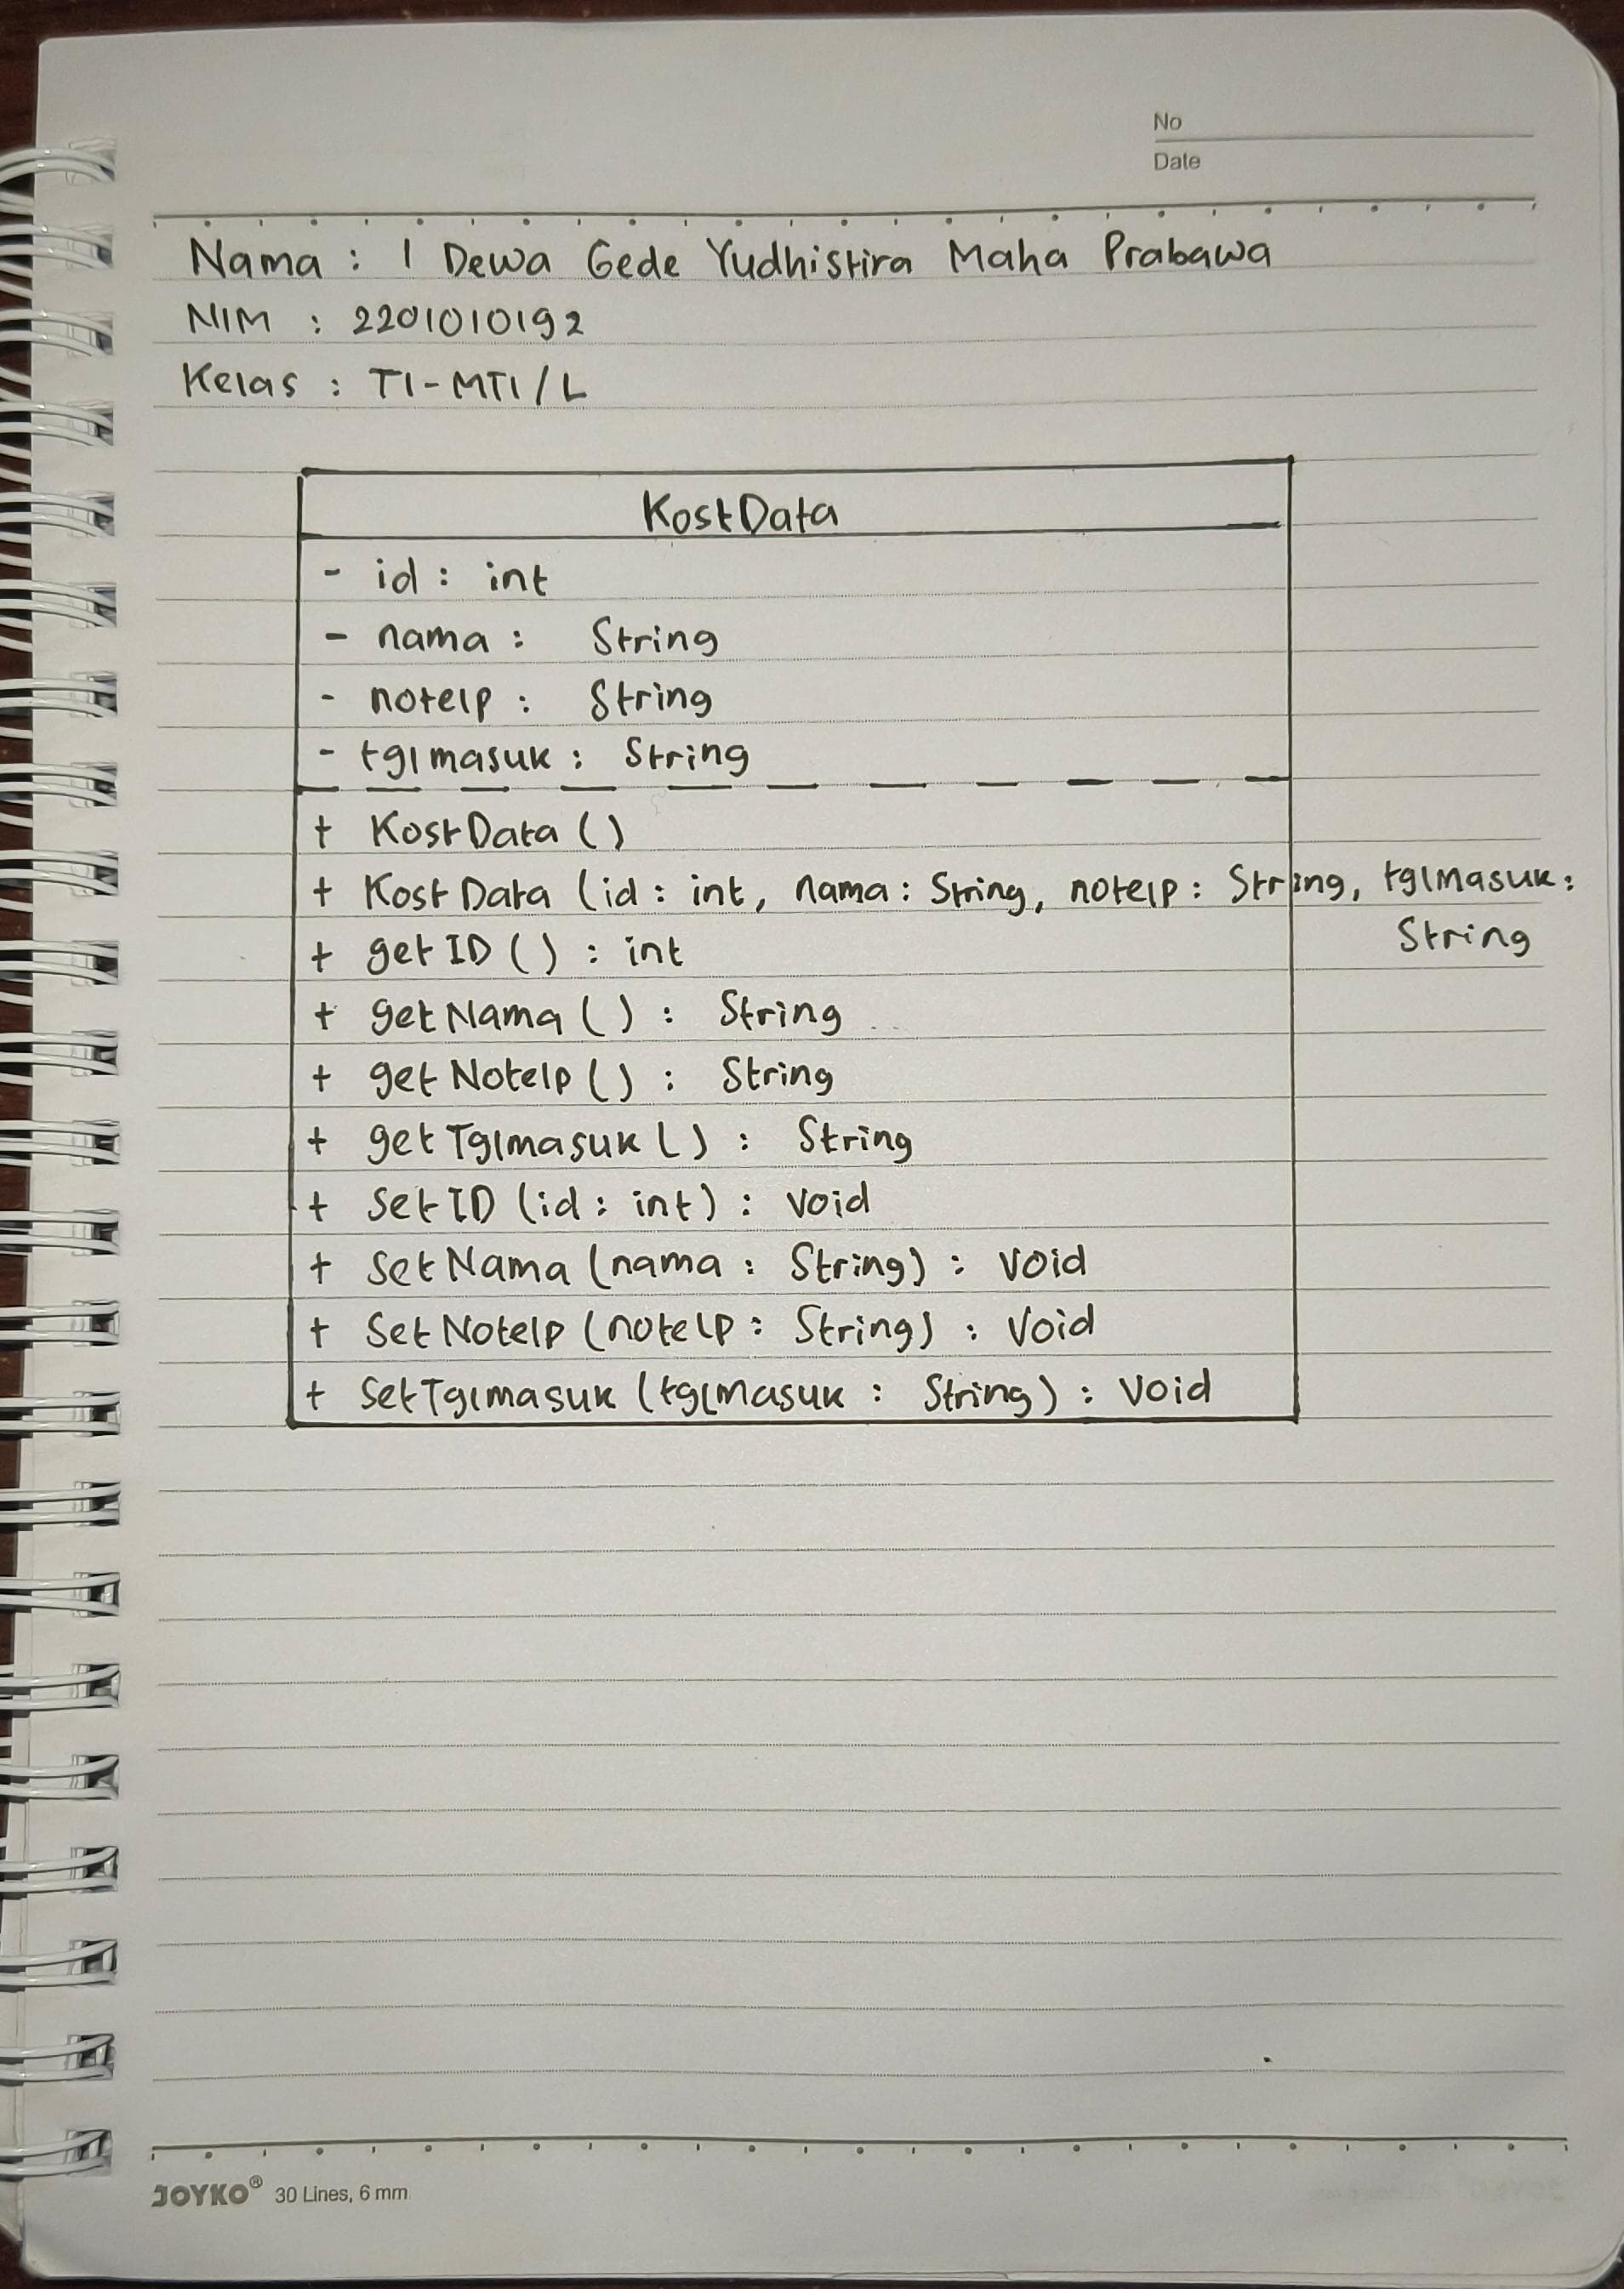 No
Date
Nama : I Dewa Gede Yudhistira Maha Prabawa
NIM : 2201010192
Kelas : TI-MTI/L
KostData
- id : int
- nama : String
- notelp : String
- tglmasuk : String
+ KostData ()
+ KostData (id : int, nama : String, notelp : String, tglmasuk :
String
+ getID () : int
+ getNama () : String
+ getNotelp () : String
+ getTglmasuk () : String
+ SetID (id : int) : void
+ SetNama (nama : String) : void
+ SetNotelp (notelp : String) : void
+ SetTglmasuk (tglmasuk : String) : void
JOYKO® 30 Lines, 6 mm